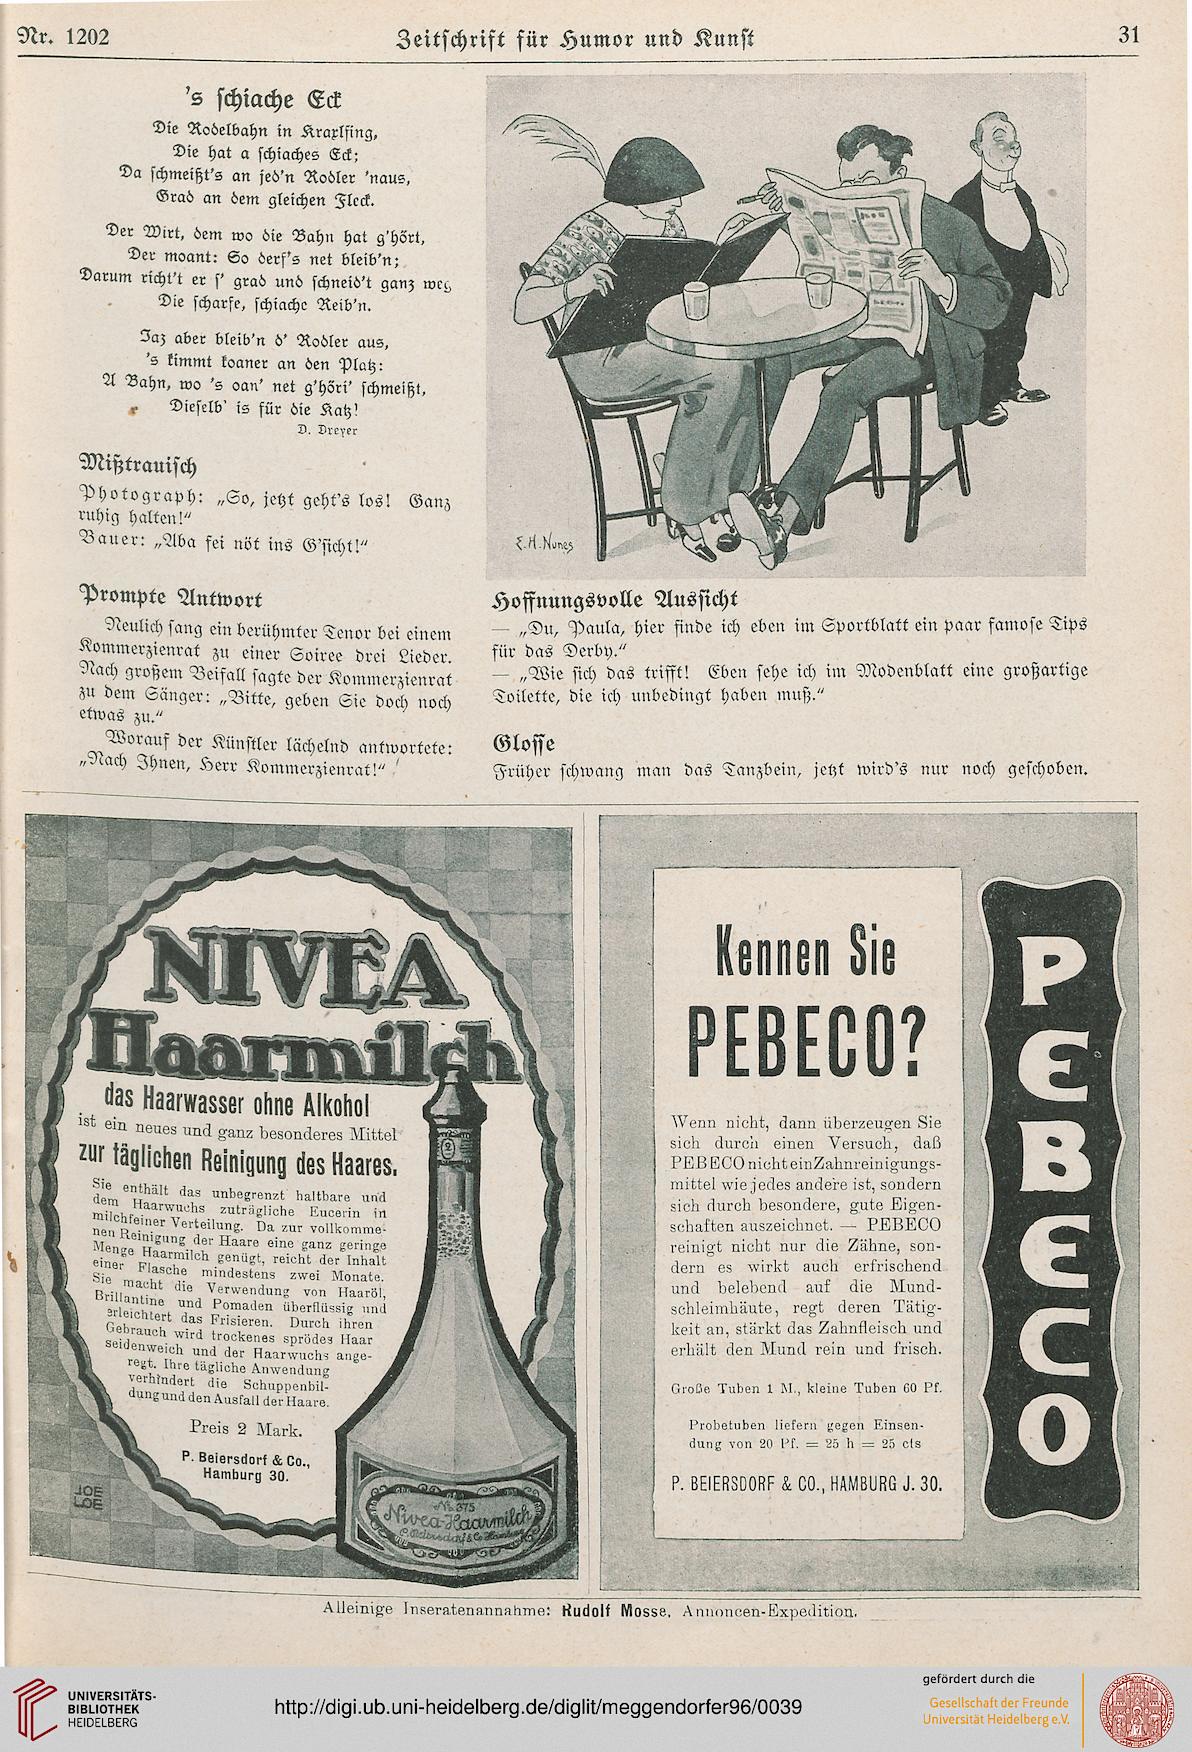 Nr. 1202
Zeitschrift für Humor und Kunst
31
's schiache Eck
Die Rodelbahn in Kraxlfing,
Die hat a schiaches Eck;
Da schmeißt's an jed'n Rodler 'naus,
Grad an dem gleichen Fleck.
Der Wirt, dem wo die Bahn hat g'hört,
Der moant: So derf's net bleib'n;
Darum richt't er s' grad und schneid't ganz weg
Die scharfe, schiache Reib'n.
Jaz aber bleib'n d' Rodler aus,
's kimmt koaner an den Platz:
A Bahn, wo 's oan' net g'höri' schmeißt,
Dieselb' is für die Katz!
D. Dreyer
Mißtrauisch
Photograph: „So, jetzt geht's los! Ganz
ruhig halten!"
Bauer: „Aba fei nöt ins G'sicht!"
Prompte Antwort
Neulich sang ein berühmter Tenor bei einem
Kommerzienrat zu einer Soiree drei Lieder.
Nach großem Beifall sagte der Kommerzienrat
zu dem Sänger: „Bitte, geben Sie doch noch
etwas zu."
Worauf der Künstler lächelnd antwortete:
„Nach Ihnen, Herr Kommerzienrat!"
E.H. Nunes
Hoffnungsvolle Aussicht
— „Du, Paula, hier finde ich eben im Sportblatt ein paar famose Tips
für das Derby."
— „Wie sich das trifft! Eben sehe ich im Modenblatt eine großartige
Toilette, die ich unbedingt haben muß."
Glosse
Früher schwang man das Tanzbein, jetzt wird's nur noch geschoben.
NIVEA
Haarmilch
das Haarwasser ohne Alkohol
ist ein neues und ganz besonderes Mittel
zur täglichen Reinigung des Haares.
Sie enthält das unbegrenzt haltbare und
dem Haarwuchs zuträgliche Eucerin in
milchfeiner Verteilung. Da zur vollkomme-
nen Reinigung der Haare eine ganz geringe
Menge Haarmilch genügt, reicht der Inhalt
einer Flasche mindestens zwei Monate.
Sie macht die Verwendung von Haaröl,
Brillantine und Pomaden überflüssig und
erleichtert das Frisieren. Durch ihren
Gebrauch wird trockenes sprödes Haar
seidenweich und der Haarwuchs ange-
regt. Ihre tägliche Anwendung
verhindert die Schuppenbil-
dung und den Ausfall der Haare.
Preis 2 Mark.
P. Beiersdorf & Co.,
Hamburg 30.
JOE
LOE
No. 375
Nivea-Haarmilch
P. Beiersdorf & Co Hamburg
Kennen Sie
PEBECO?
Wenn nicht, dann überzeugen Sie
sich durch einen Versuch, daß
PEBECO nicht ein Zahnreinigungs-
mittel wie jedes andere ist, sondern
sich durch besondere, gute Eigen-
schaften auszeichnet. — PEBECO
reinigt nicht nur die Zähne, son-
dern es wirkt auch erfrischend
und belebend auf die Mund-
schleimhäute, regt deren Tätig-
keit an, stärkt das Zahnfleisch und
erhält den Mund rein und frisch.
Große Tuben 1 M., kleine Tuben 60 Pf.
Probetuben liefern gegen Einsen-
dung von 20 Pf. = 25 h = 25 cts
P. BEIERSDORF & CO., HAMBURG J. 30.
PEBECO
Alleinige Inseratenannahme: Rudolf Mosse, Annoncen-Expedition.
UNIVERSITÄTS-
BIBLIOTHEK
HEIDELBERG
http://digi.ub.uni-heidelberg.de/diglit/meggendorfer96/0039
gefördert durch die
Gesellschaft der Freunde
Universität Heidelberg e.V.